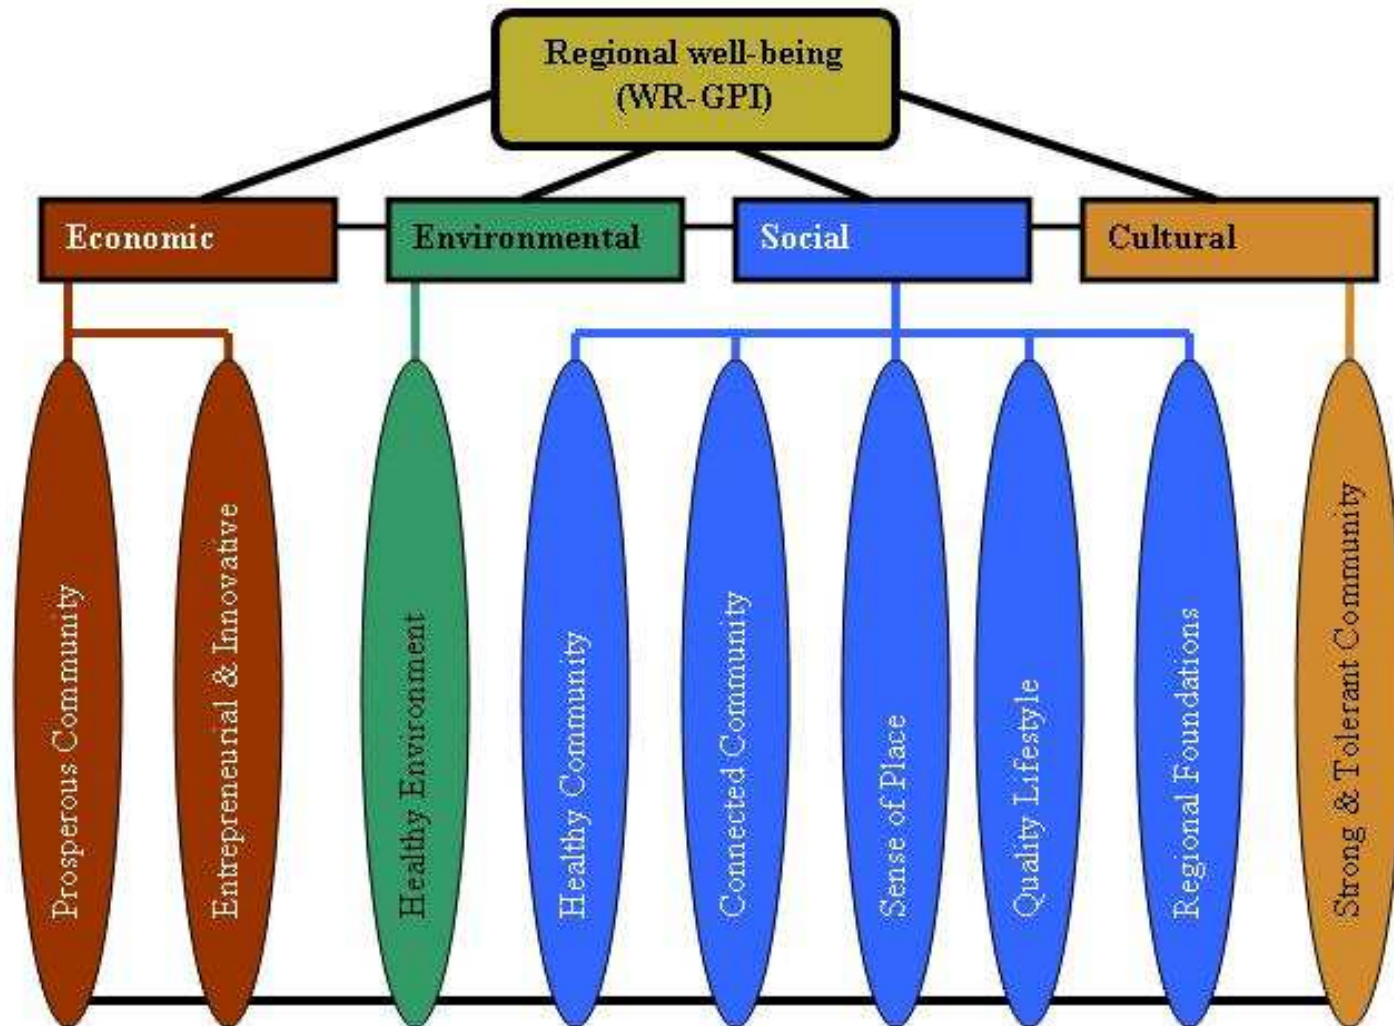 Regional well-being
(WR-GPI)
Economic
Environmental
Social
Cultural
Prosperous Community
Entrepreneurial & Innovative
Healthy Environment
Healthy Community
Connected Community
Sense of Place
Quality Lifestyle
Regional Foundations
Strong & Tolerant Community